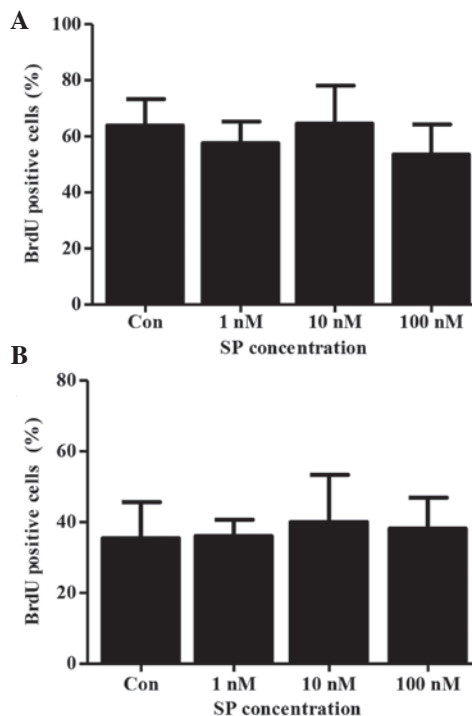 A
BrdU positive cells (%)
100
80
60
40
20
0
Con 1 nM 10 nM 100 nM
SP concentration
B
BrdU positive cells (%)
80
60
40
20
0
Con 1 nM 10 nM 100 nM
SP concentration